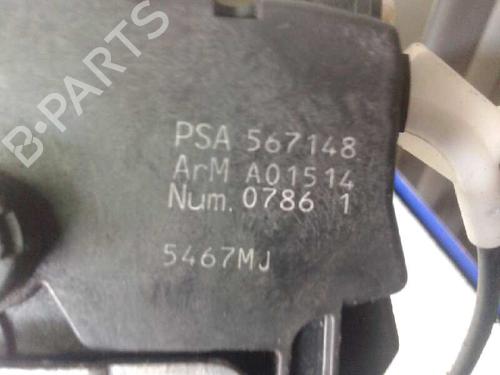 B-PARTS
PSA 567148
ArM A01514
Num. 0786 1
5467MJ